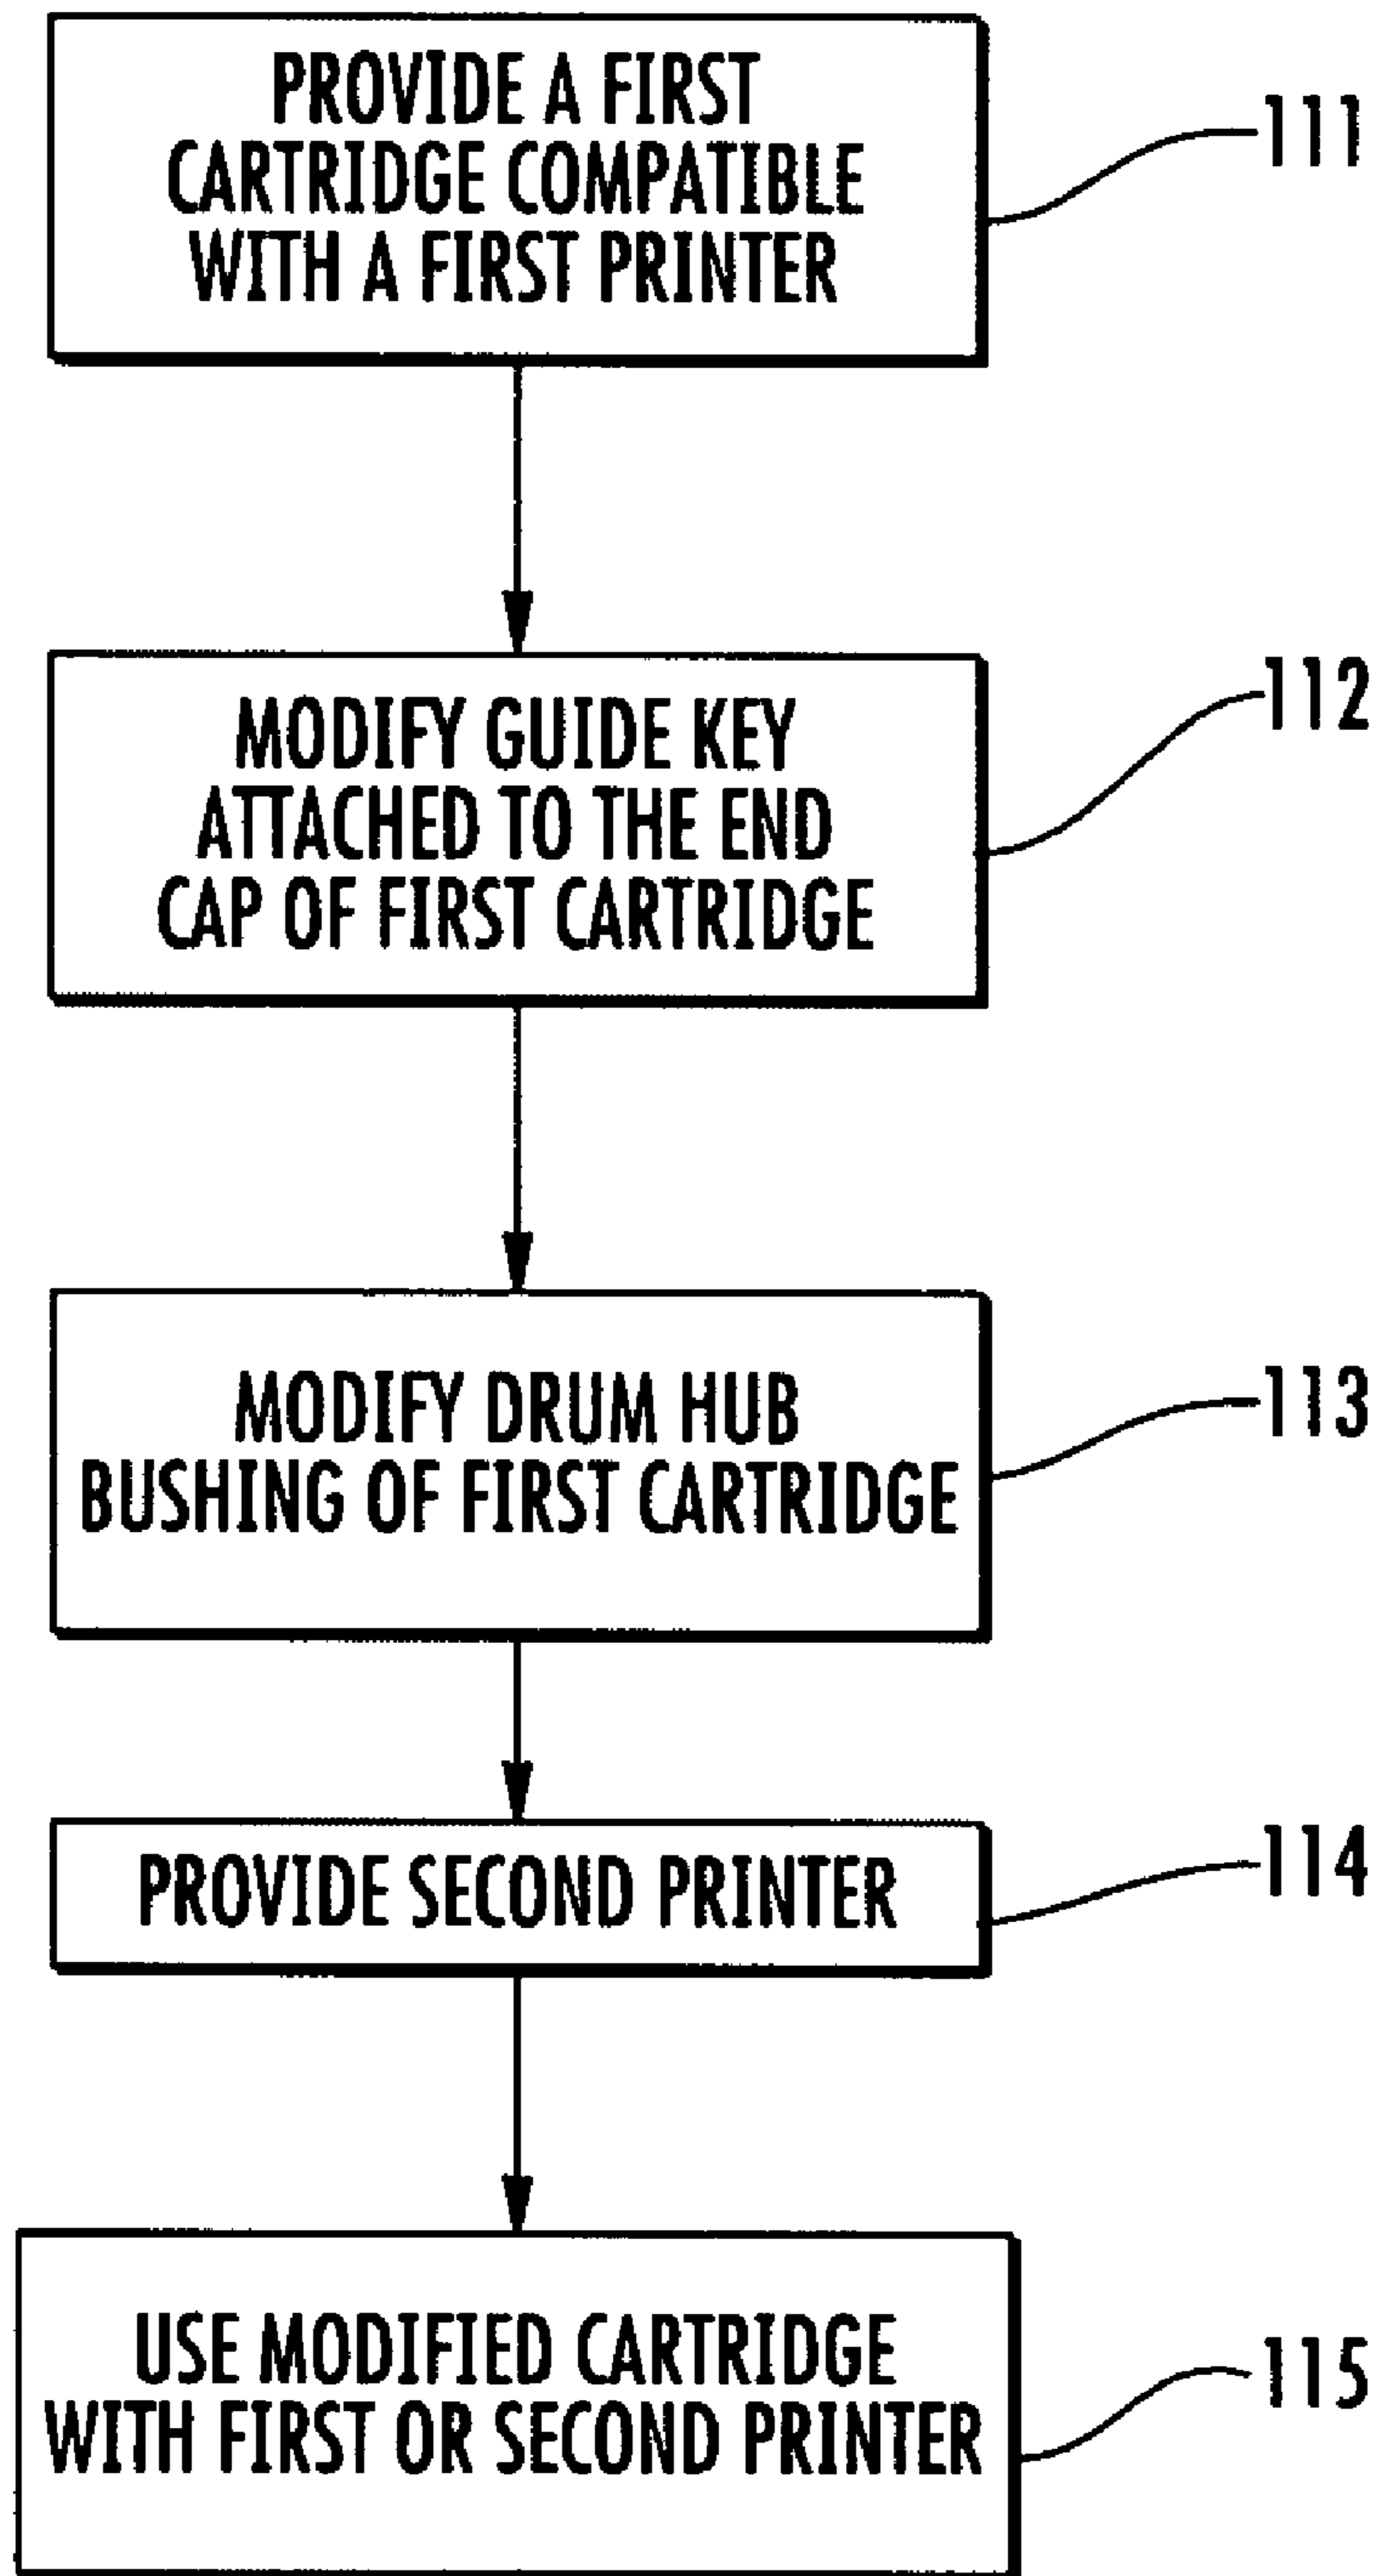 PROVIDE A FIRST
CARTRIDGE COMPATIBLE
WITH A FIRST PRINTER
111
MODIFY GUIDE KEY
ATTACHED TO THE END
CAP OF FIRST CARTRIDGE
112
MODIFY DRUM HUB
BUSHING OF FIRST CARTRIDGE
113
PROVIDE SECOND PRINTER
114
USE MODIFIED CARTRIDGE
WITH FIRST OR SECOND PRINTER
115